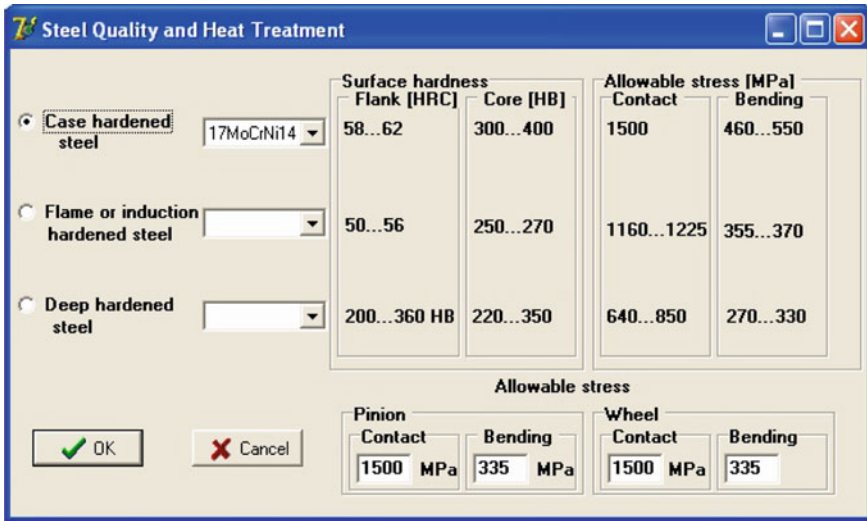 Steel Quality and Heat Treatment
Surface hardness
Allowable stress [MPa]
Flank [HRC]
Core [HB]
Contact
Bending
Case hardened
steel
17MoCrNi14
58...62
300...400
1500
460...550
Flame or induction
hardened steel
50...56
250...270
1160...1225
355...370
Deep hardened
steel
200...360 HB
220...350
640...850
270...330
Allowable stress
Pinion
Wheel
Contact
Bending
Contact
Bending
1500 MPa
335 MPa
1500 MPa
335
OK
Cancel